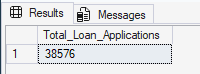 Results Messages
Total_Loan_Applications
1 38576